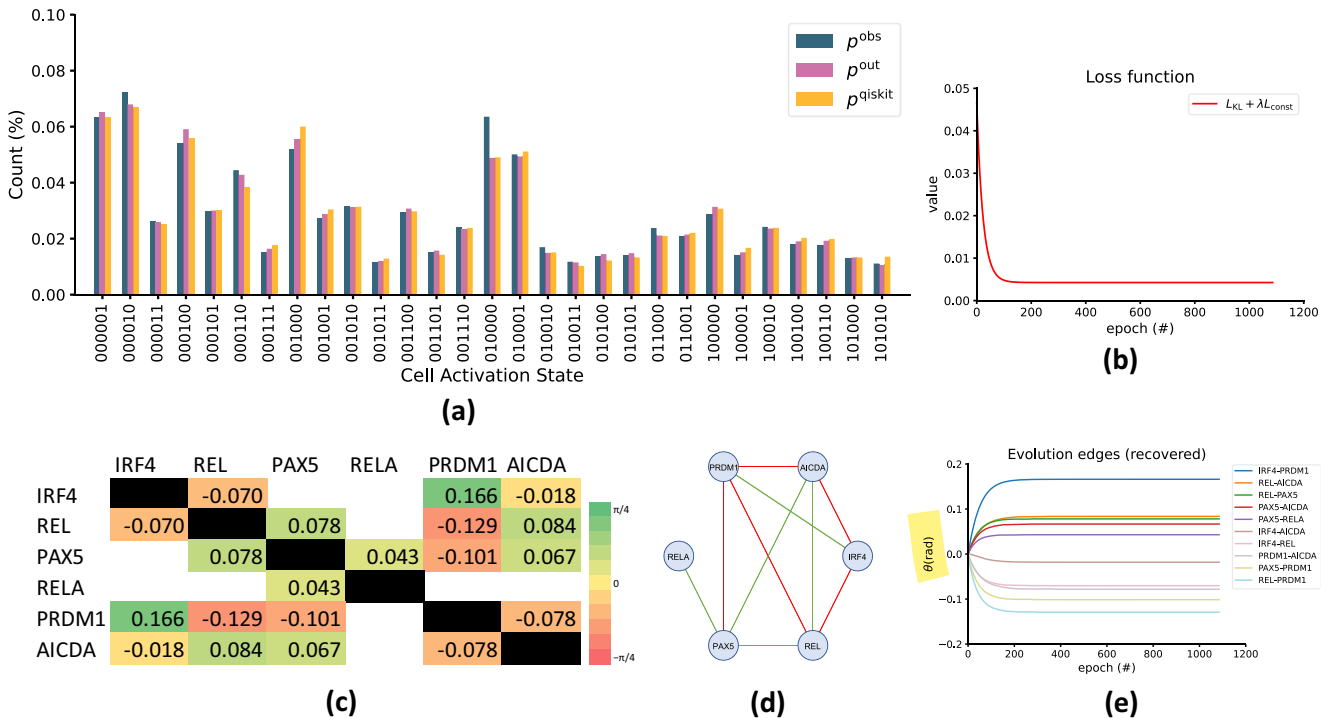 0.10
0.08
0.06
0.04
0.02
0.00
Count (%)
p^obs
p^out
p^qiskit
000001
000010
000011
000100
000101
000110
000111
001000
001001
001010
001011
001100
001101
001110
010000
010001
010010
010011
010100
010101
011000
011001
100000
100001
100010
100100
100110
101000
101010
Cell Activation State
(a)
Loss function
0.05
0.04
0.03
0.02
0.01
0.00
value
L_KL + λL_const
0 200 400 600 800 1000 1200
epoch (#)
(b)
IRF4 REL PAX5 RELA PRDM1 AICDA
IRF4 -0.070 0.166 -0.018
REL -0.070 0.078 -0.129 0.084
PAX5 0.078 0.043 -0.101 0.067
RELA 0.043
PRDM1 0.166 -0.129 -0.101 -0.078
AICDA -0.018 0.084 0.067 -0.078
π/4
0
−π/4
(c)
PRDM1 AICDA
RELA IRF4
PAX5 REL
(d)
Evolution edges (recovered)
0.2
0.1
0.0
−0.1
−0.2
θ(rad)
IRF4-PRDM1
REL-AICDA
REL-PAX5
PAX5-AICDA
PAX5-RELA
IRF4-AICDA
IRF4-REL
PRDM1-AICDA
PAX5-PRDM1
REL-PRDM1
0 200 400 600 800 1000 1200
epoch (#)
(e)